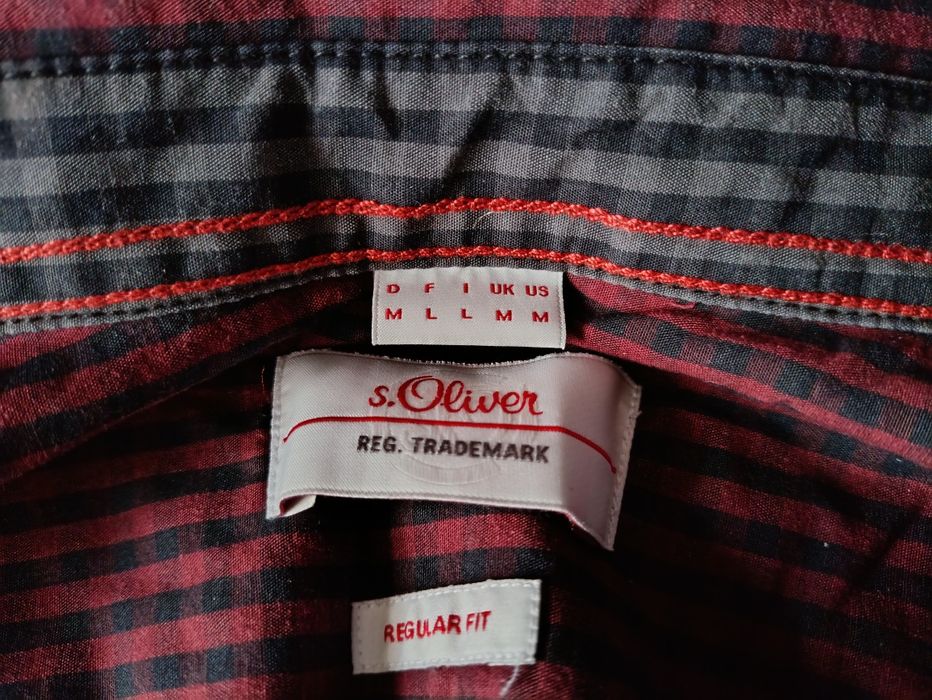 D F I UK US
M L L M M
s.Oliver
REG. TRADEMARK
REGULAR FIT